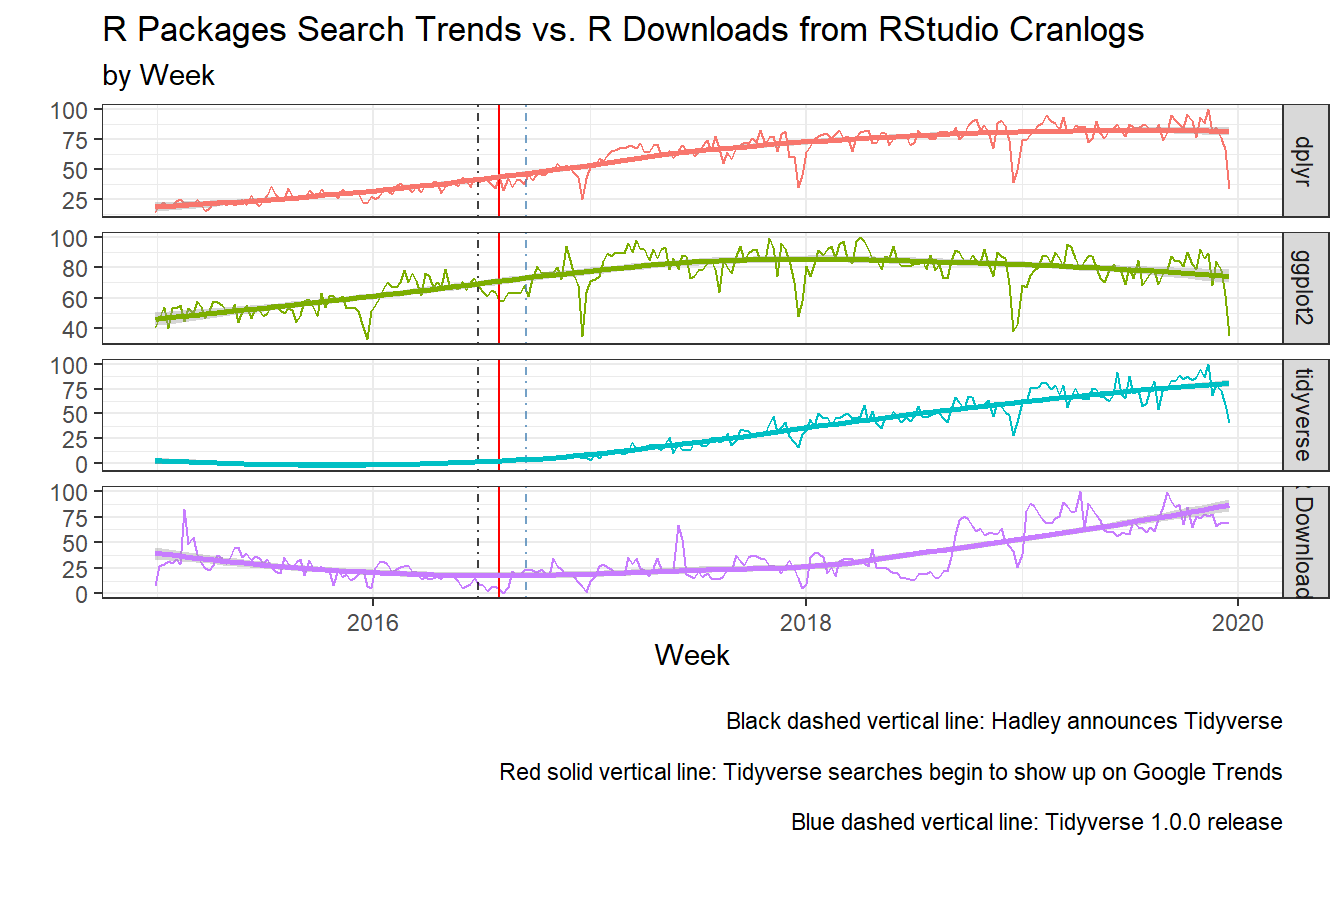 R Packages Search Trends vs. R Downloads from RStudio Cranlogs
by Week
100
75
50
25
dplyr
100
80
60
40
ggplot2
100
75
50
25
0
tidyverse
100
75
50
25
0
Download
2016
2018
2020
Week
Black dashed vertical line: Hadley announces Tidyverse
Red solid vertical line: Tidyverse searches begin to show up on Google Trends
Blue dashed vertical line: Tidyverse 1.0.0 release